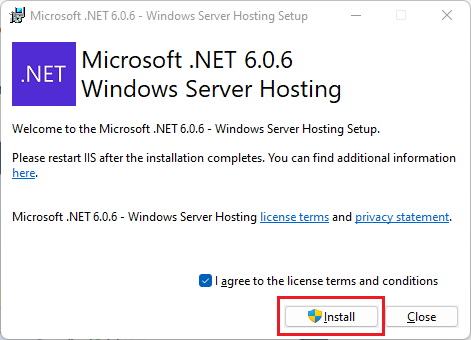 Microsoft .NET 6.0.6 - Windows Server Hosting Setup
.NET
Microsoft .NET 6.0.6
Windows Server Hosting
Welcome to the Microsoft .NET 6.0.6 - Windows Server Hosting Setup.
Please restart IIS after the installation completes. You can find additional information
here.
Microsoft .NET 6.0.6 - Windows Server Hosting license terms and privacy statement.
I agree to the license terms and conditions
Install
Close